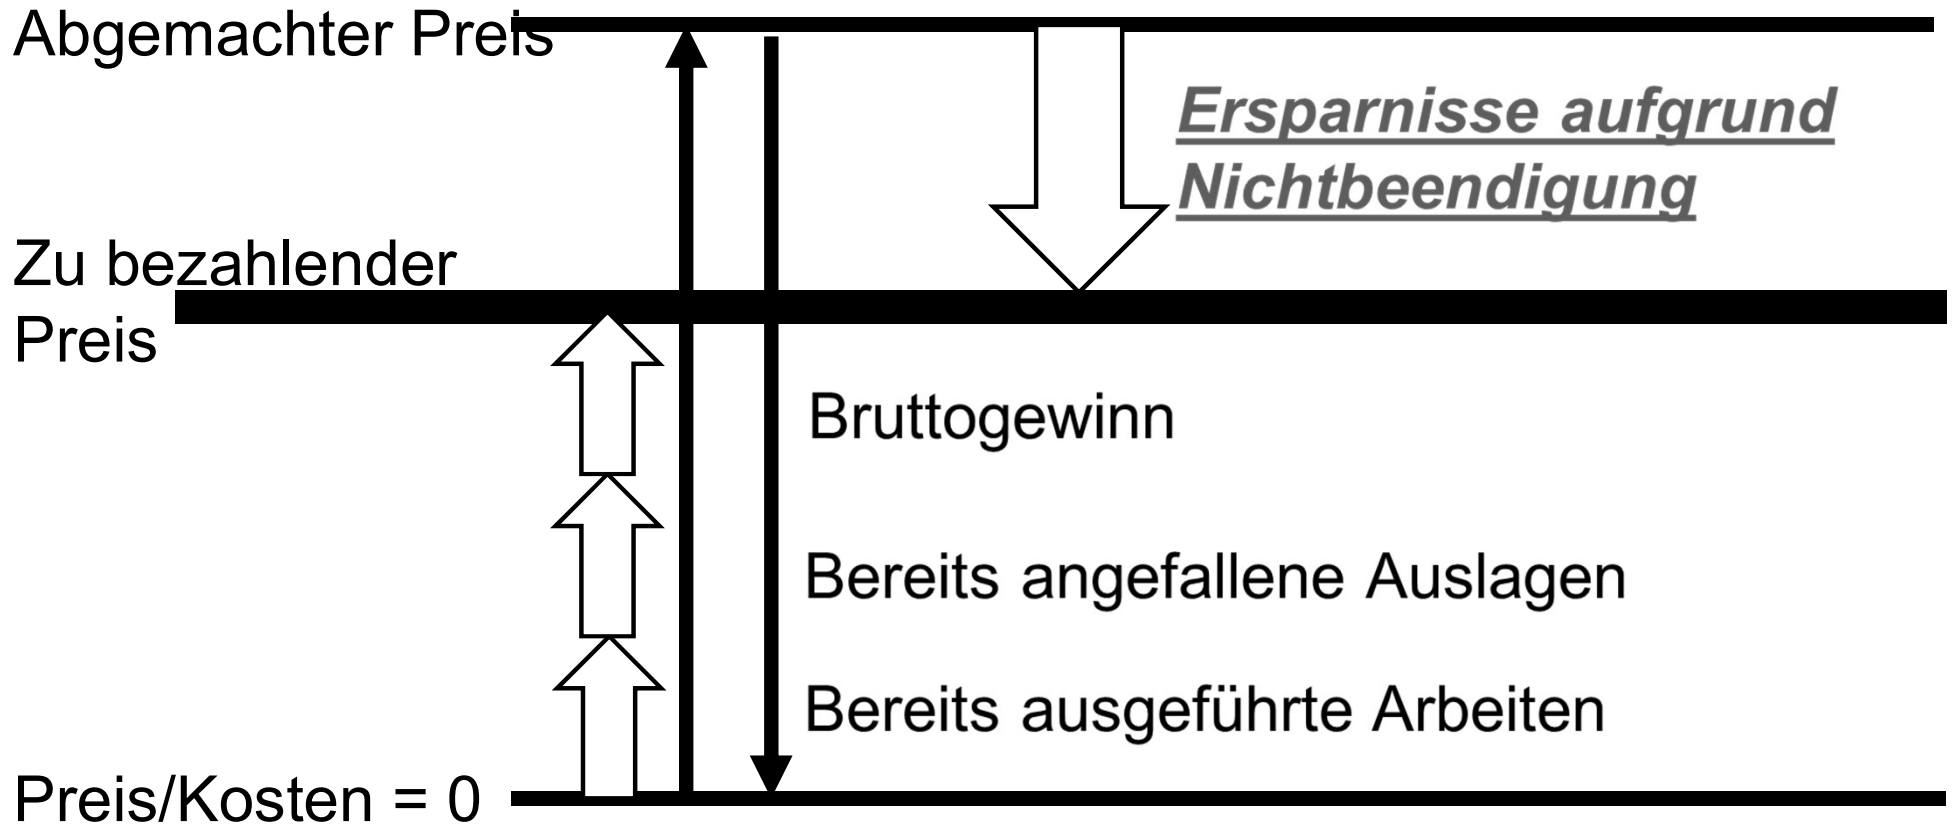 Abgemachter Preis
Ersparnisse aufgrund
Nichtbeendigung
Zu bezahlender
Preis
Bruttogewinn
Bereits angefallene Auslagen
Bereits ausgeführte Arbeiten
Preis/Kosten = 0